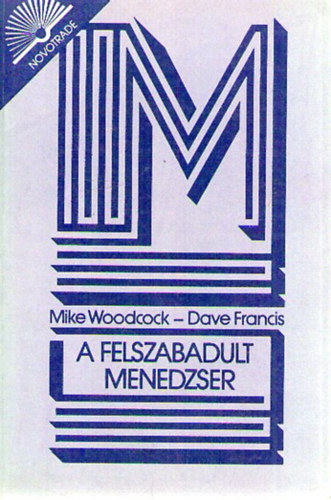 NOVOTRADE
M
Mike Woodcock – Dave Francis
A FELSZABADULT
MENEDZSER